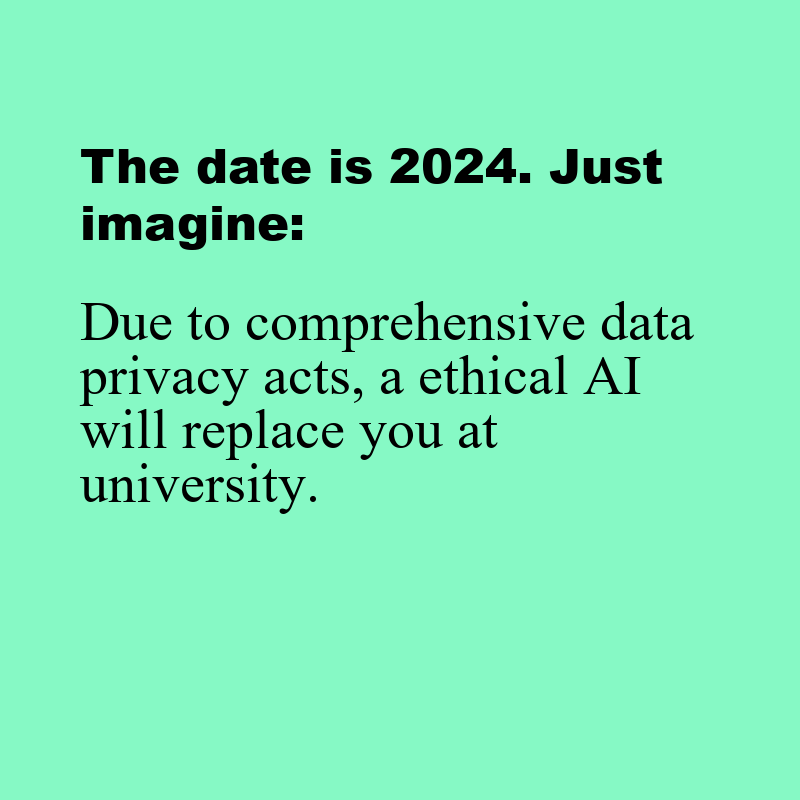 The date is 2024. Just
imagine:
Due to comprehensive data
privacy acts, a ethical AI
will replace you at
university.